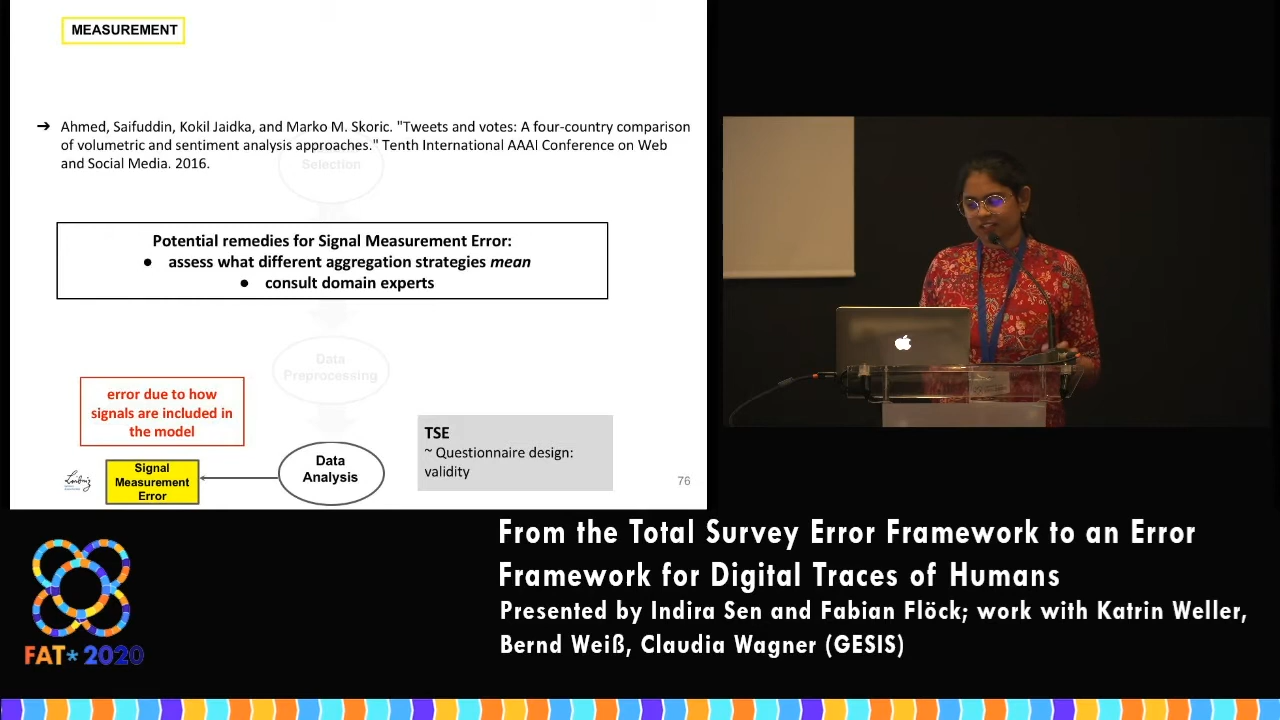 MEASUREMENT
➔ Ahmed, Saifuddin, Kokil Jaidka, and Marko M. Skoric. "Tweets and votes: A four-country comparison
of volumetric and sentiment analysis approaches." Tenth International AAAI Conference on Web
and Social Media. 2016.
Selection
Potential remedies for Signal Measurement Error:
● assess what different aggregation strategies mean
● consult domain experts
Data
Preprocessing
error due to how
signals are included in
the model
TSE
~ Questionnaire design:
validity
Data
Analysis
Signal
Measurement
Error
Leibniz
76
From the Total Survey Error Framework to an Error
Framework for Digital Traces of Humans
Presented by Indira Sen and Fabian Flöck; work with Katrin Weller,
Bernd Weiß, Claudia Wagner (GESIS)
FAT* 2020